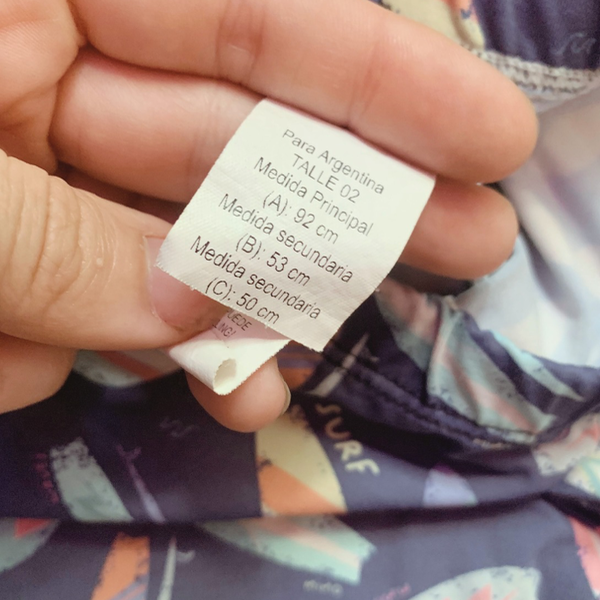 Para Argentina
TALLE 02
Medida Principal
(A): 92 cm
Medida secundaria
(B): 53 cm
Medida secundaria
(C): 50 cm
SURF